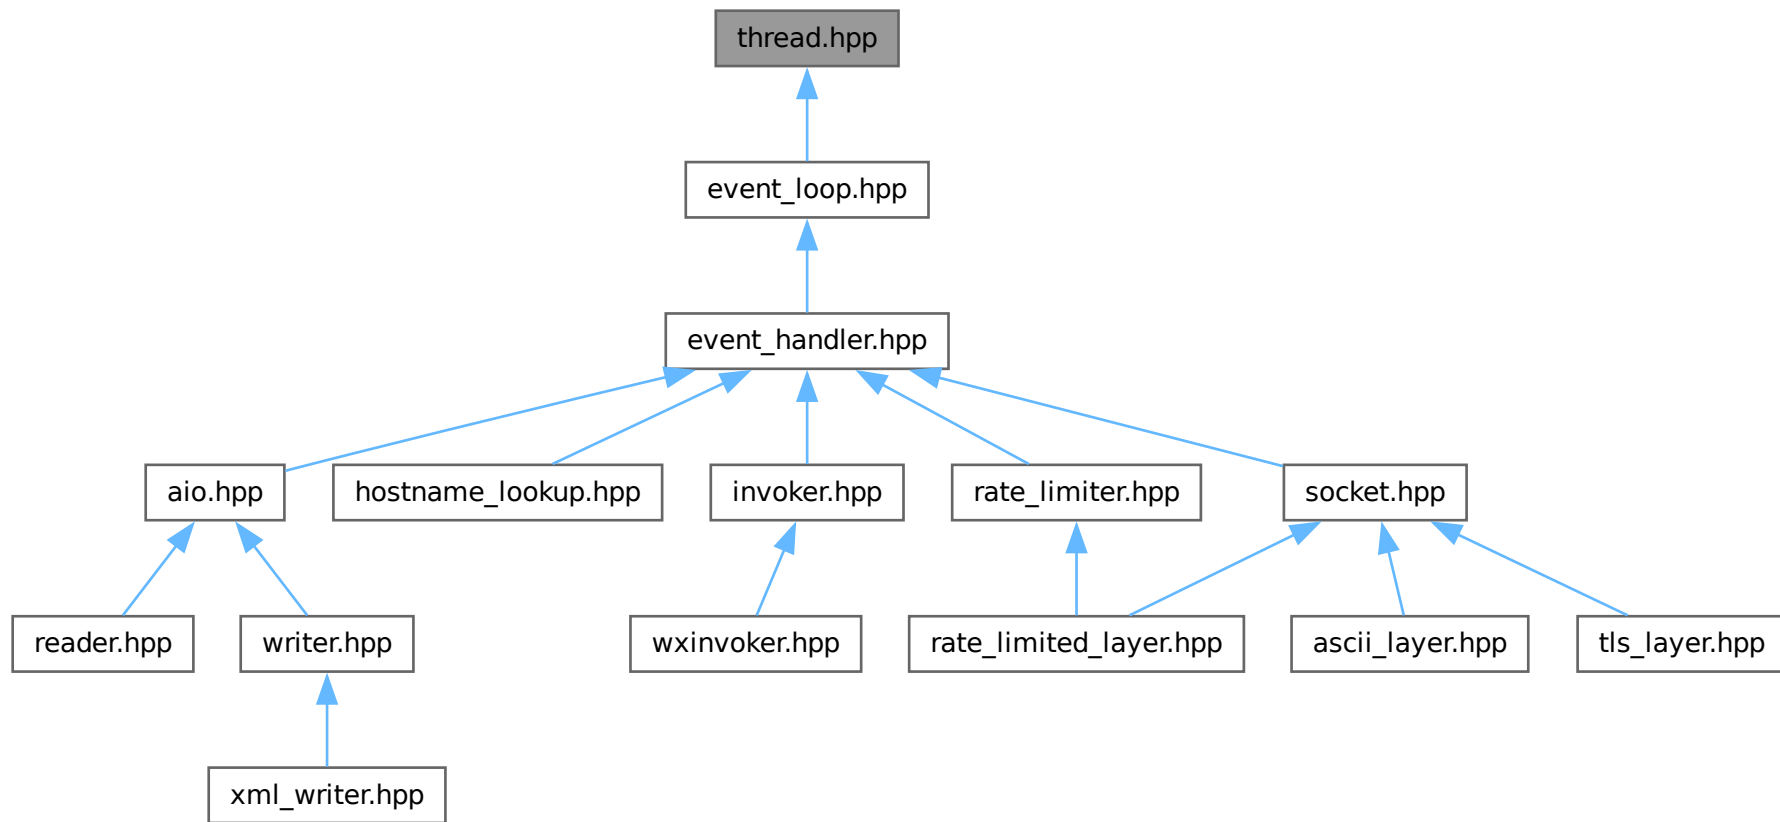 thread.hpp
event_loop.hpp
event_handler.hpp
aio.hpp
hostname_lookup.hpp
invoker.hpp
rate_limiter.hpp
socket.hpp
reader.hpp
writer.hpp
wxinvoker.hpp
rate_limited_layer.hpp
ascii_layer.hpp
tls_layer.hpp
xml_writer.hpp